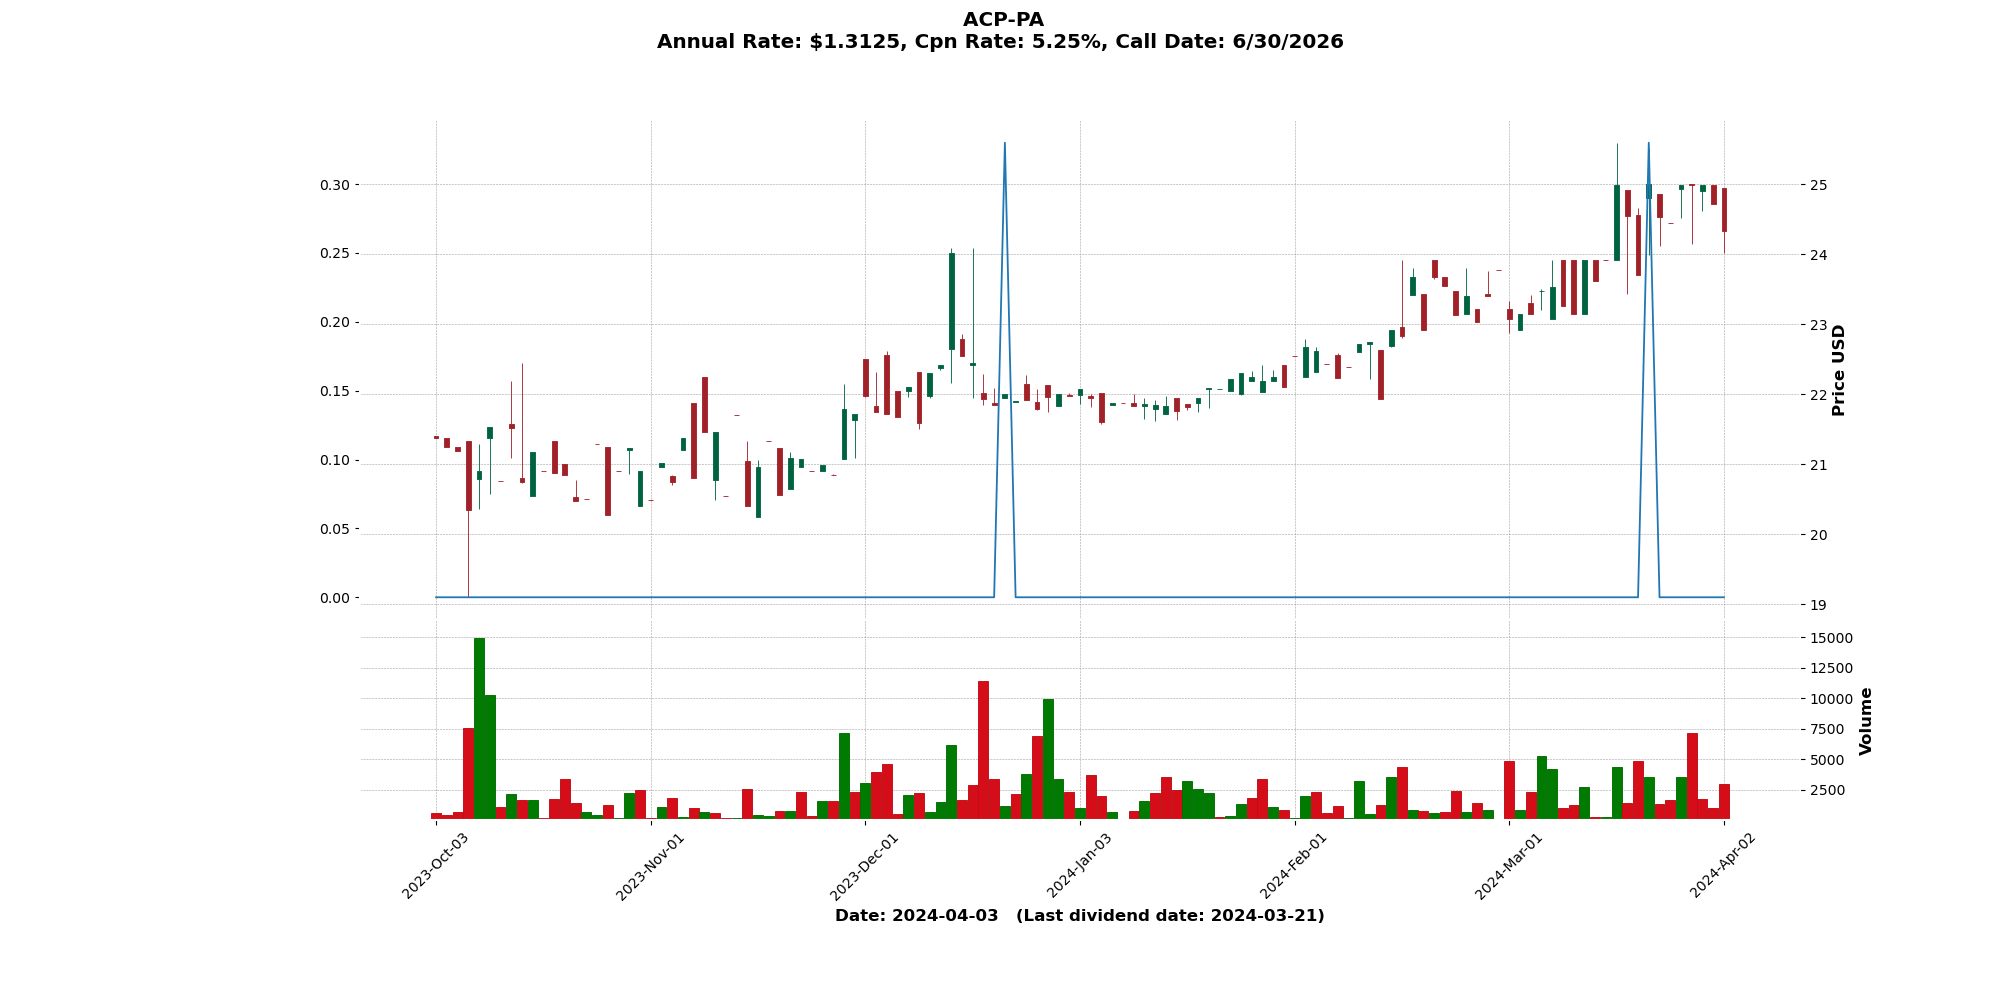 ACP-PA
Annual Rate: $1.3125, Cpn Rate: 5.25%, Call Date: 6/30/2026
0.30
0.25
0.20
0.15
0.10
0.05
0.00
25
24
23
22
21
20
19
Price USD
15000
12500
10000
7500
5000
2500
Volume
2023-Oct-03
2023-Nov-01
2023-Dec-01
2024-Jan-03
2024-Feb-01
2024-Mar-01
2024-Apr-02
Date: 2024-04-03   (Last dividend date: 2024-03-21)